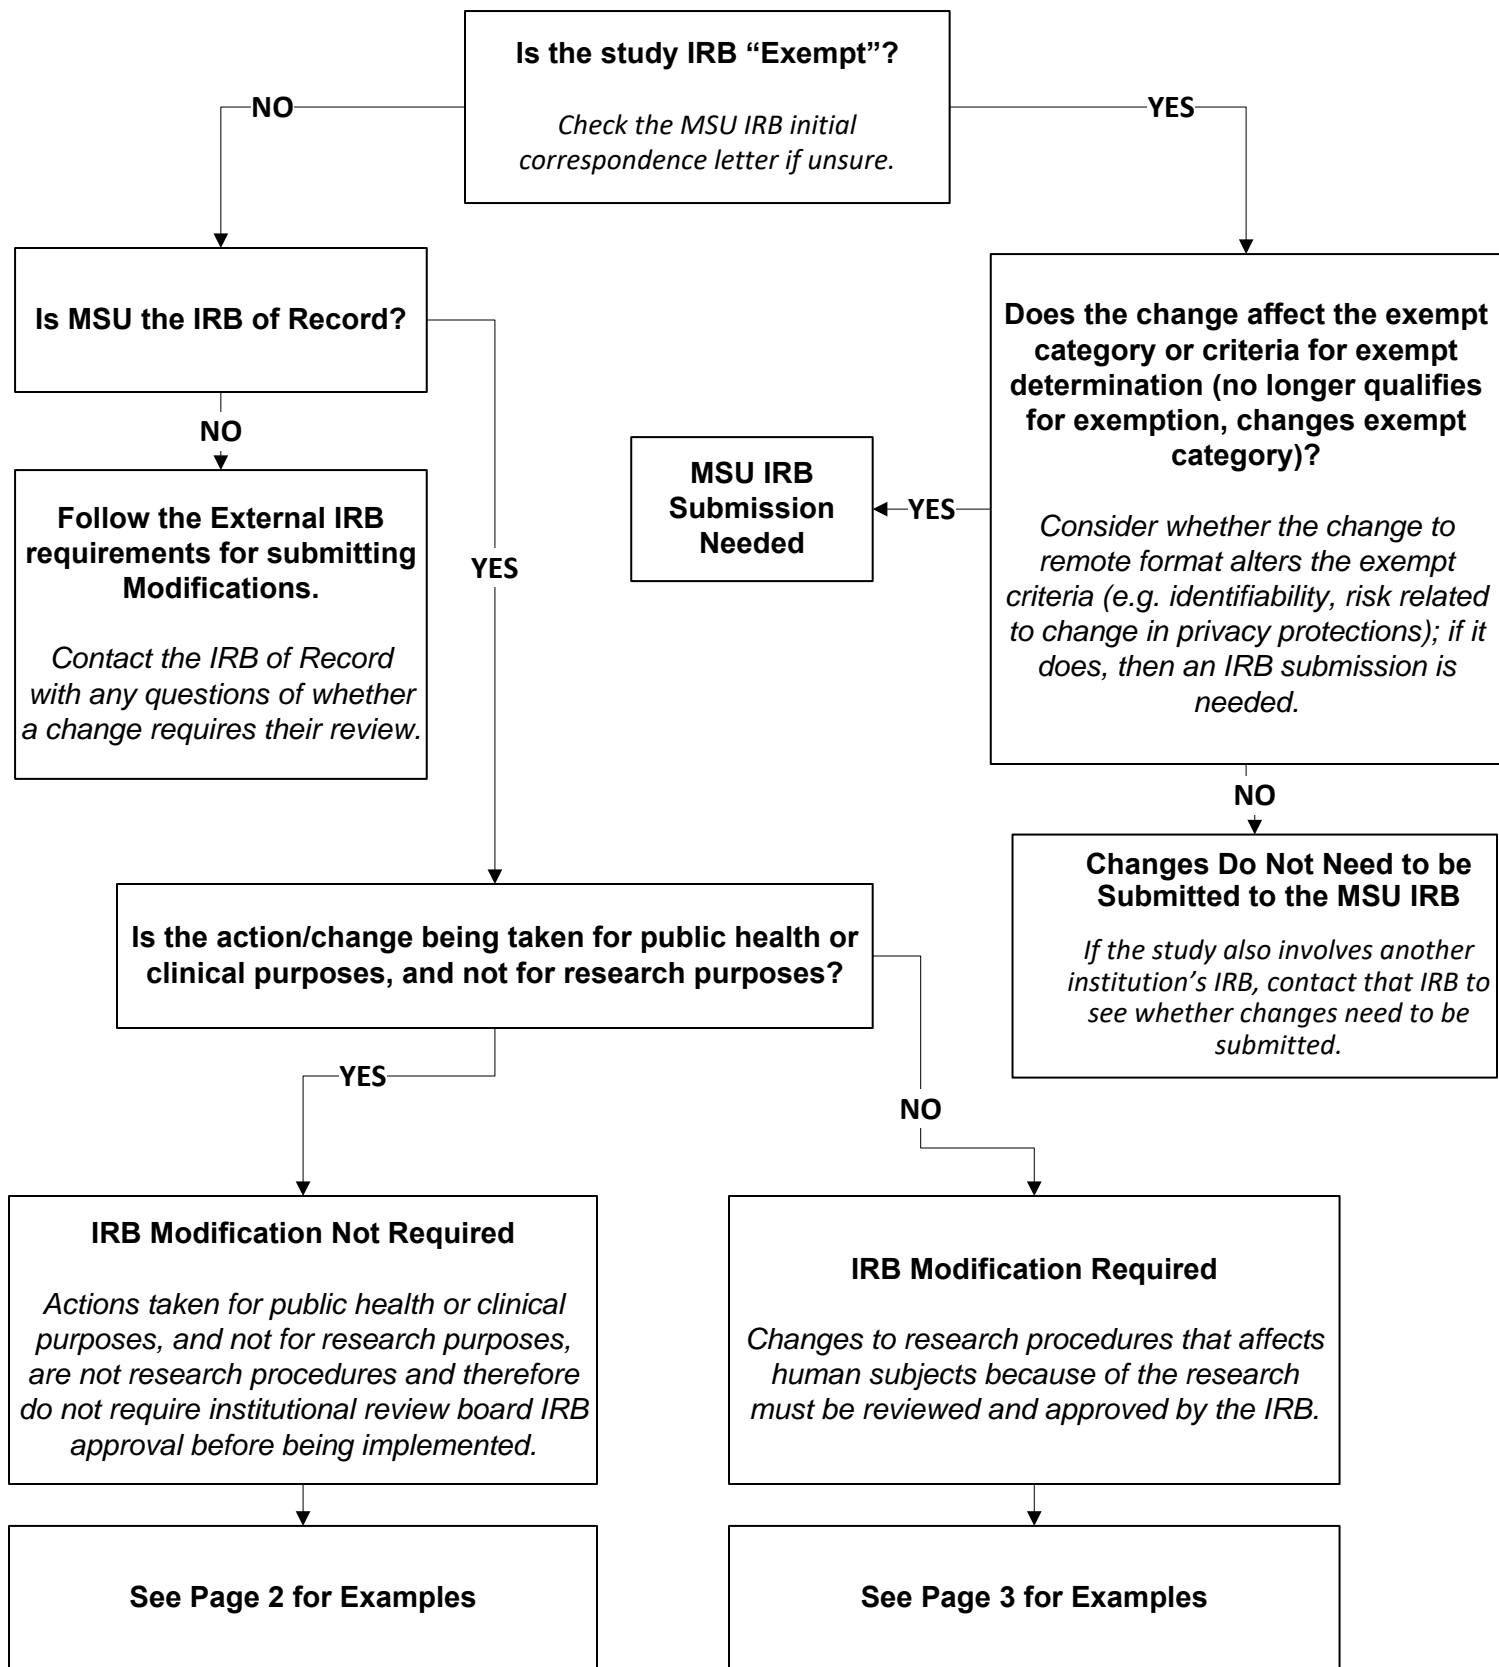 Is the study IRB “Exempt”?
Check the MSU IRB initial
correspondence letter if unsure.
NO
YES
Is MSU the IRB of Record?
NO
YES
Follow the External IRB
requirements for submitting
Modifications.
Contact the IRB of Record
with any questions of whether
a change requires their review.
Does the change affect the exempt
category or criteria for exempt
determination (no longer qualifies
for exemption, changes exempt
category)?
Consider whether the change to
remote format alters the exempt
criteria (e.g. identifiability, risk related
to change in privacy protections); if it
does, then an IRB submission is
needed.
YES
MSU IRB
Submission
Needed
NO
Changes Do Not Need to be
Submitted to the MSU IRB
If the study also involves another
institution’s IRB, contact that IRB to
see whether changes need to be
submitted.
Is the action/change being taken for public health or
clinical purposes, and not for research purposes?
YES
NO
IRB Modification Not Required
Actions taken for public health or clinical
purposes, and not for research purposes,
are not research procedures and therefore
do not require institutional review board IRB
approval before being implemented.
See Page 2 for Examples
IRB Modification Required
Changes to research procedures that affects
human subjects because of the research
must be reviewed and approved by the IRB.
See Page 3 for Examples